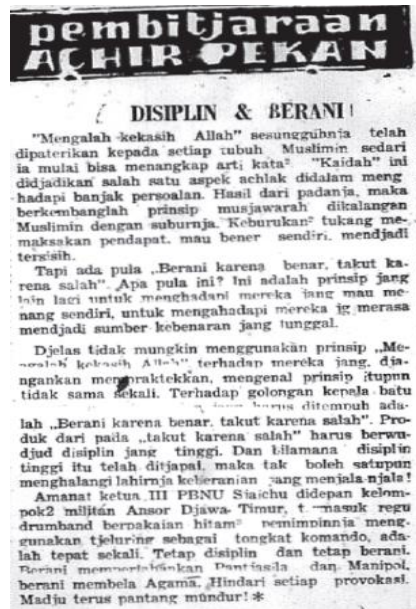 pembitjaraan
ACHIR PEKAN
DISIPLIN & BERANI!
"Mengalah kekasih Allah" sesungguhnja telah
dipaterikan kepada setiap tubuh Muslimin sedari
ia mulai bisa menangkap arti kata² "Kaidah" ini
didjadikan salah satu aspek achlak didalam meng
hadapi banjak persoalan. Hasil dari padanja, maka
berkembanglah prinsip musjawarah dikalangan
Muslimin dengan suburnja. Keburukan² tukang me-
maksakan pendapat. mau bener sendiri. mendjadi
tersisih.
Tapi ada pula „Berani karena benar, takut ka-
rena salah". Apa pula ini? Ini adalah prinsip jang
lain lagi untuk menghadapi mereka jang mau me-
nang sendiri, untuk mengahadapi mereka jg merasa
mendjadi sumber kebenaran jang tunggal.
Djelas tidak mungkin menggunakan prinsip „Me-
ngalah kekasih Allah", terhadap mereka jang, dja-
ngankan mempraktekkan, mengenal prinsip itupun
tidak sama sekali. Terhadap golongan kepala batu
harus ditempuh ada-
lah „Berani karena benar, takut karena salah". Pro-
duk dari pada „takut karena salah" harus berwu-
djud disiplin jang tinggi. Dan bilamana disiplin
tinggi itu telah ditjapai, maka tak boleh satupun
menghalangi lahirnja keberanian jang menjala-njala!
Amanat ketua III PBNU Siaichu didepan kelom-
pok2 militan Ansor Djawa Timur, termasuk regu
drumband berpakaian hitam² pemimpinnja meng-
gunakan tjeluring sebagai tongkat komando, ada-
lah tepat sekali. Tetap disiplin dan tetap berani.
Berani mempertahankan Pantjasila dan Manipol,
berani membela Agama. Hindari setiap provokasi.
Madju terus pantang mundur! *